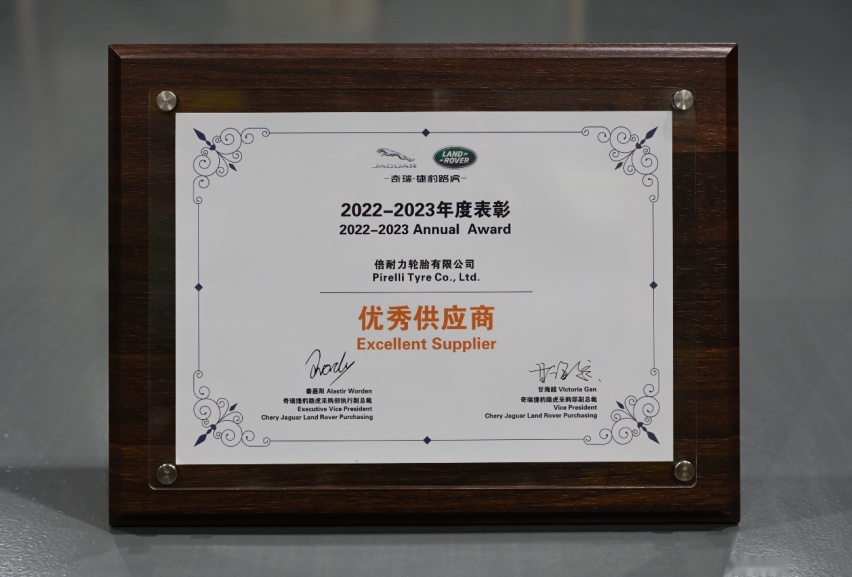 JAGUAR
LAND-
-ROVER
奇瑞·捷豹路虎
2022-2023年度表彰
2022-2023 Annual Award
倍耐力轮胎有限公司
Pirelli Tyre Co., Ltd.
优秀供应商
Excellent Supplier
秦嘉阳 Alastir Worden
奇瑞捷豹路虎采购部执行副总裁
Executive Vice President
Chery Jaguar Land Rover Purchasing
甘海越 Victoria Gan
奇瑞捷豹路虎采购部副总裁
Vice President
Chery Jaguar Land Rover Purchasing